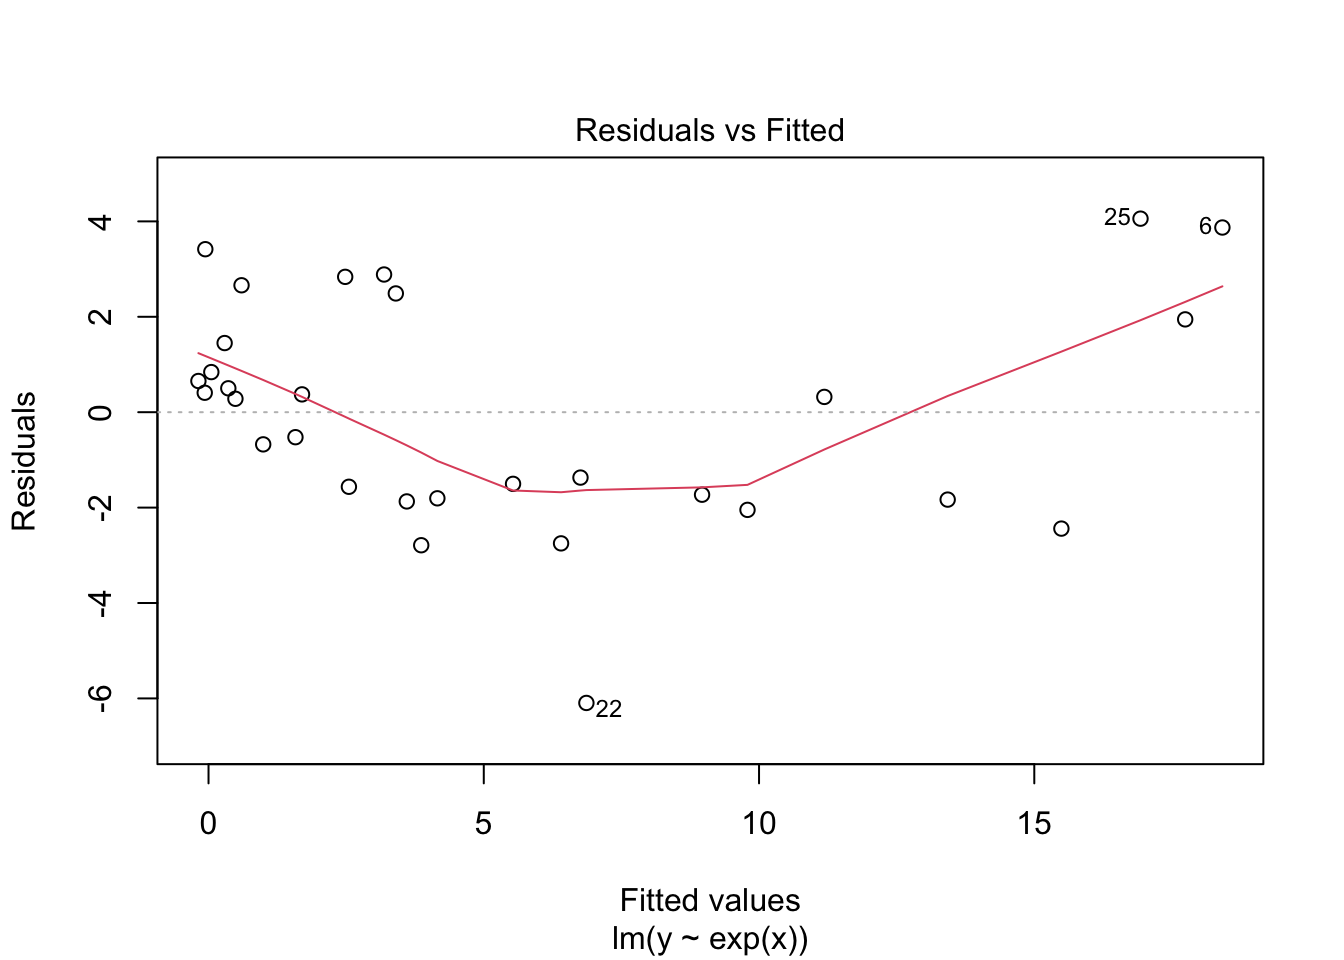 Residuals vs Fitted
Residuals
4
2
0
-2
-4
-6
25
6
22
0 5 10 15
Fitted values
lm(y ~ exp(x))